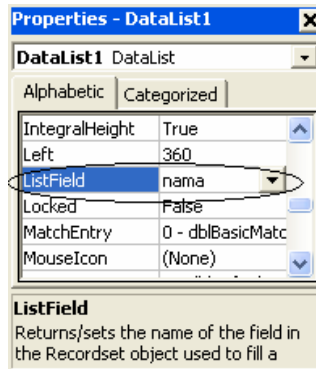 Properties - DataList1
DataList1 DataList
Alphabetic Categorized
IntegralHeight True
Left 360
ListField nama
Locked False
MatchEntry 0 - dblBasicMatc
MouseIcon (None)
ListField
Returns/sets the name of the field in
the Recordset object used to fill a